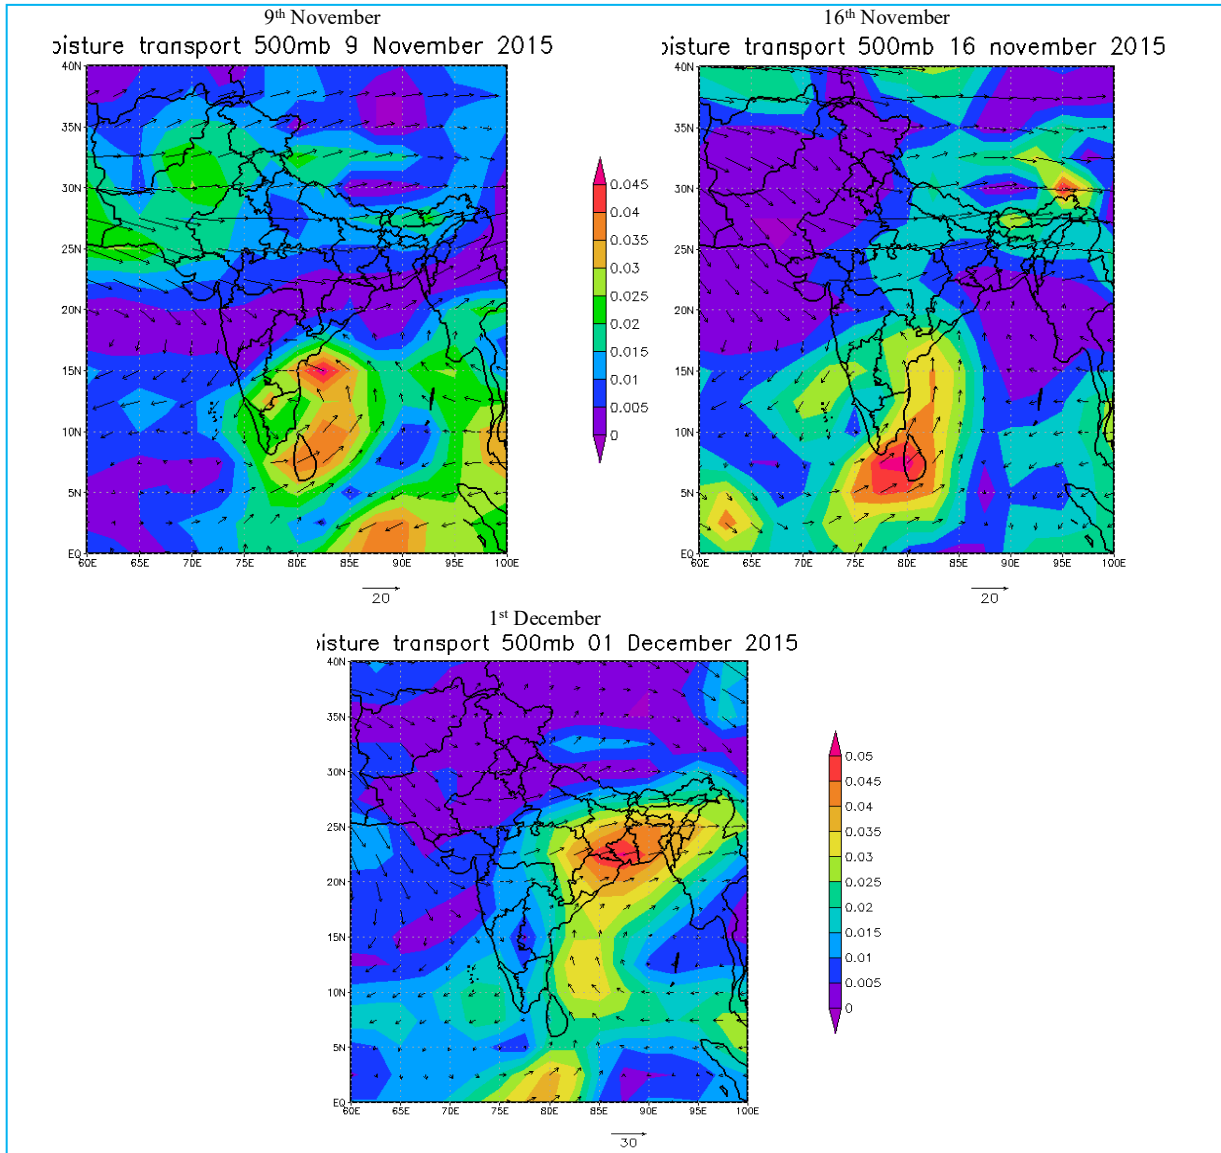 9th November
oisture transport 500mb 9 November 2015
40N
35N
30N
25N
20N
15N
10N
5N
EQ
60E 65E 70E 75E 80E 85E 90E 95E 100E
20
0.045
0.04
0.035
0.03
0.025
0.02
0.015
0.01
0.005
0
16th November
oisture transport 500mb 16 november 2015
40N
35N
30N
25N
20N
15N
10N
5N
EQ
60E 65E 70E 75E 80E 85E 90E 95E 100E
20
1st December
oisture transport 500mb 01 December 2015
40N
35N
30N
25N
20N
15N
10N
5N
EQ
60E 65E 70E 75E 80E 85E 90E 95E 100E
30
0.05
0.045
0.04
0.035
0.03
0.025
0.02
0.015
0.01
0.005
0